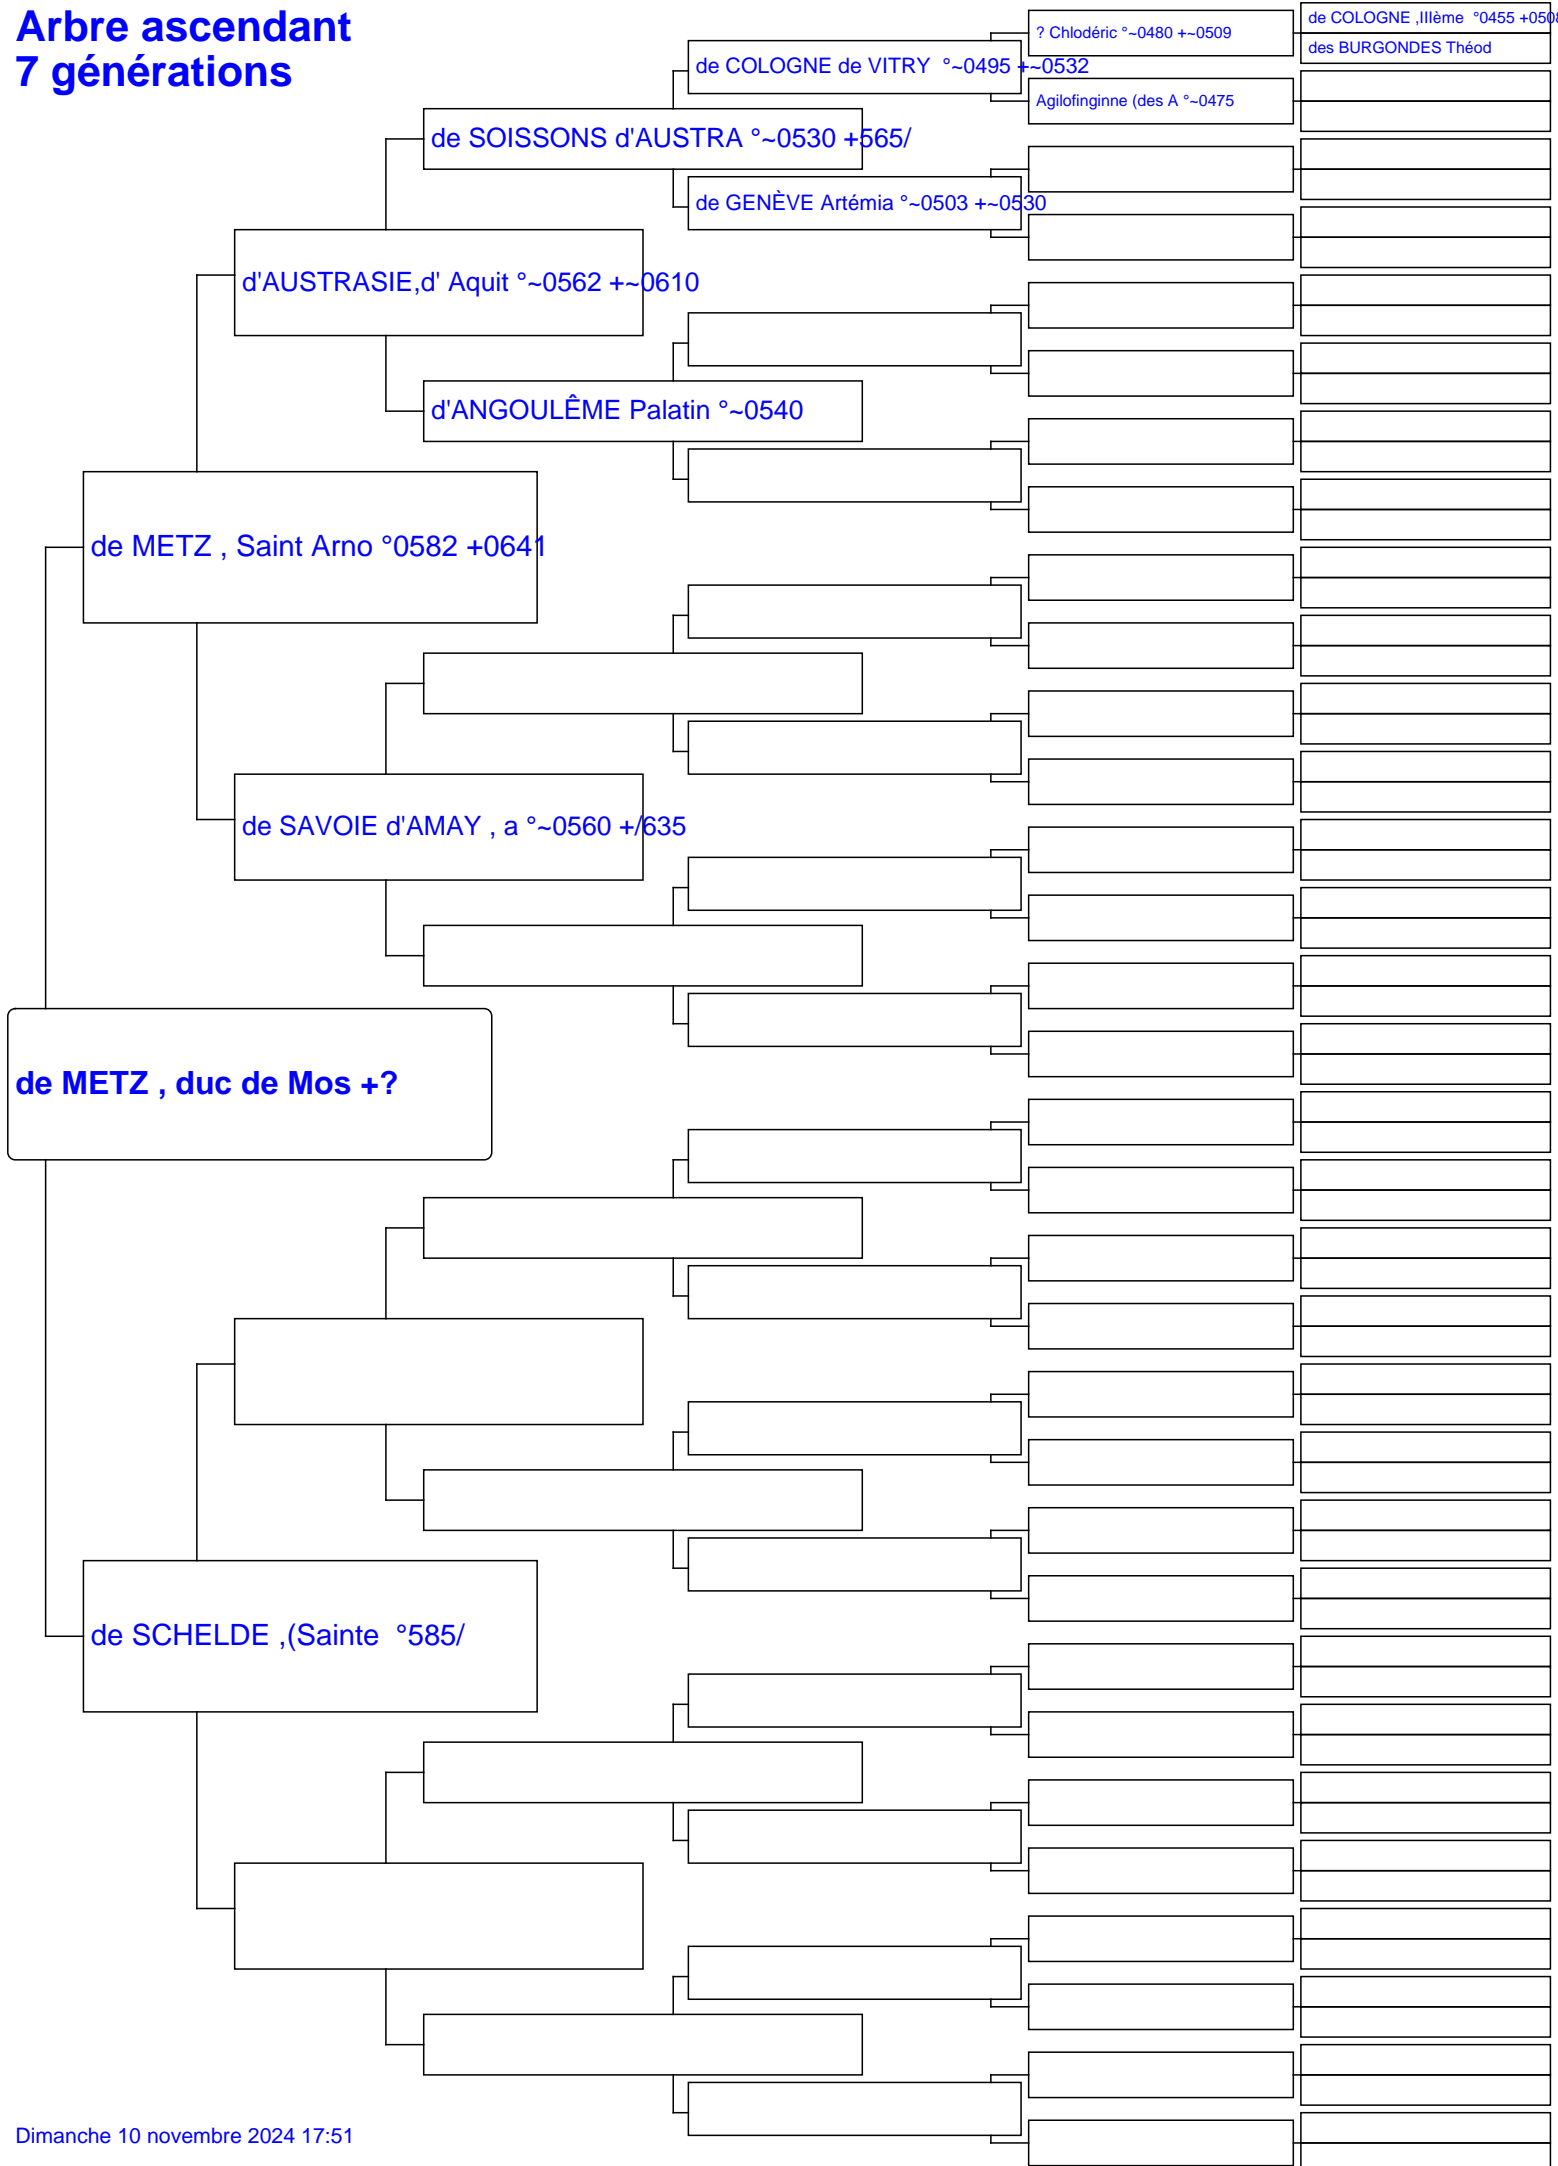 Arbre ascendant
7 générations
de COLOGNE ,IIIème  °0455 +0508
des BURGONDES Théod
? Chlodéric °~0480 +~0509
de COLOGNE de VITRY  °~0495 +~0532
Agilofinginne (des A °~0475
de SOISSONS d'AUSTRA °~0530 +565/
de GENÈVE Artémia °~0503 +~0530
d'AUSTRASIE,d' Aquit °~0562 +~0610
d'ANGOULÊME Palatin °~0540
de METZ , Saint Arno °0582 +0641
de SAVOIE d'AMAY , a °~0560 +/635
de METZ , duc de Mos +?
de SCHELDE ,(Sainte  °585/
Dimanche 10 novembre 2024 17:51